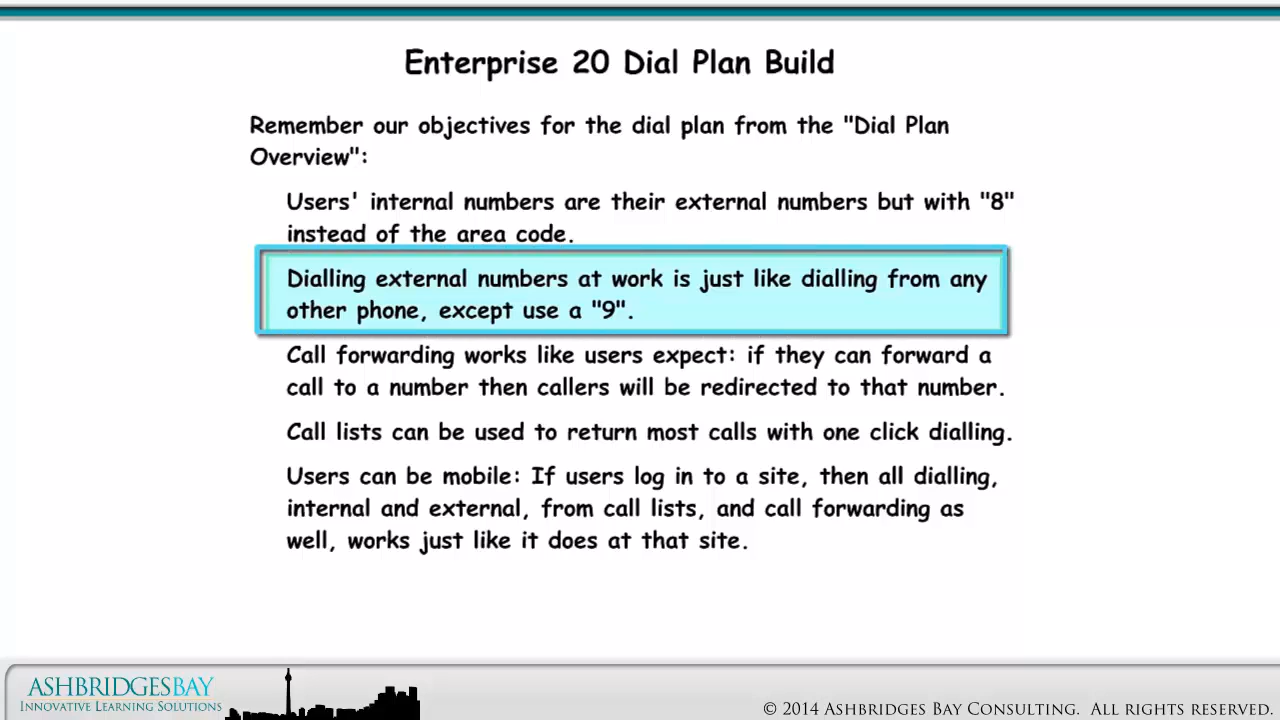 Enterprise 20 Dial Plan Build
Remember our objectives for the dial plan from the "Dial Plan
Overview":
Users' internal numbers are their external numbers but with "8"
instead of the area code.
Dialling external numbers at work is just like dialling from any
other phone, except use a "9".
Call forwarding works like users expect: if they can forward a
call to a number then callers will be redirected to that number.
Call lists can be used to return most calls with one click dialling.
Users can be mobile: If users log in to a site, then all dialling,
internal and external, from call lists, and call forwarding as
well, works just like it does at that site.
ASHBRIDGESBAY
INNOVATIVE LEARNING SOLUTIONS
© 2014 ASHBRIDGES BAY CONSULTING. ALL RIGHTS RESERVED.